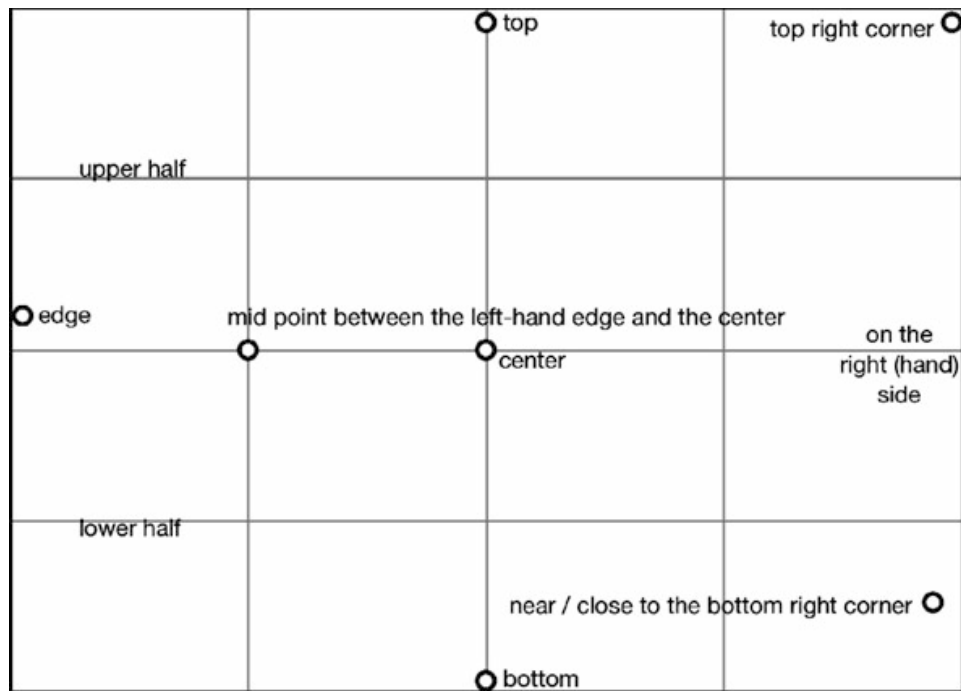 top
top right corner
upper half
edge
mid point between the left-hand edge and the center
center
on the
right (hand)
side
lower half
near / close to the bottom right corner
bottom